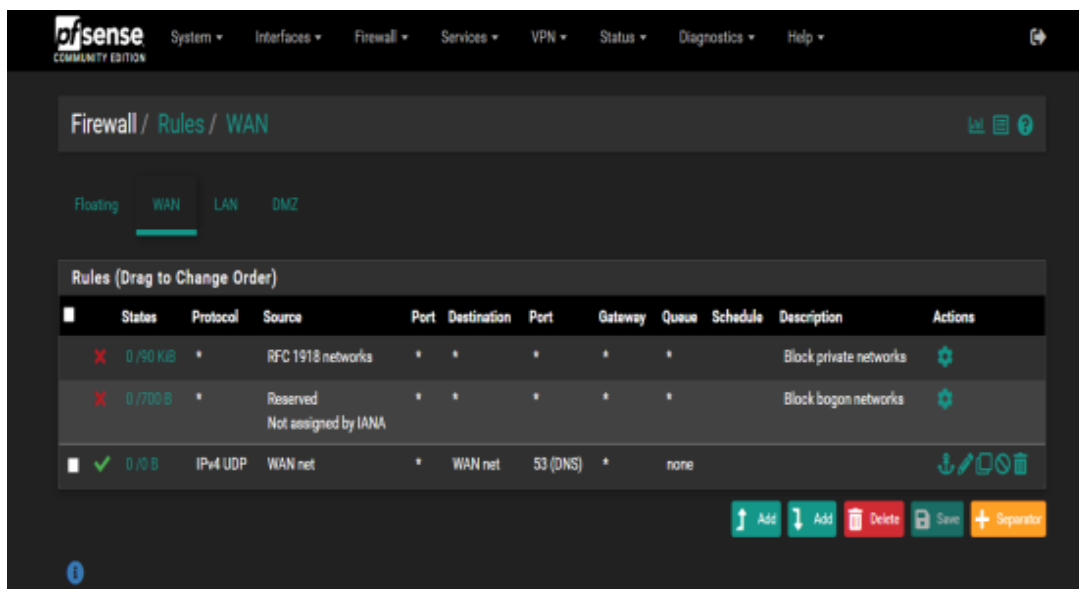 pfsense System Interfaces Firewall Services VPN Status Diagnostics Help
COMMUNITY EDITION
Firewall / Rules / WAN
Floating WAN LAN DMZ
Rules (Drag to Change Order)
States Protocol Source Port Destination Port Gateway Queue Schedule Description Actions
0 /90 KiB * RFC 1918 networks * * * * * Block private networks
0 /700 B * Reserved * * * * * Block bogon networks
Not assigned by IANA
0 /0 B IPv4 UDP WAN net * WAN net 53 (DNS) * none
Add Add Delete Save Separator